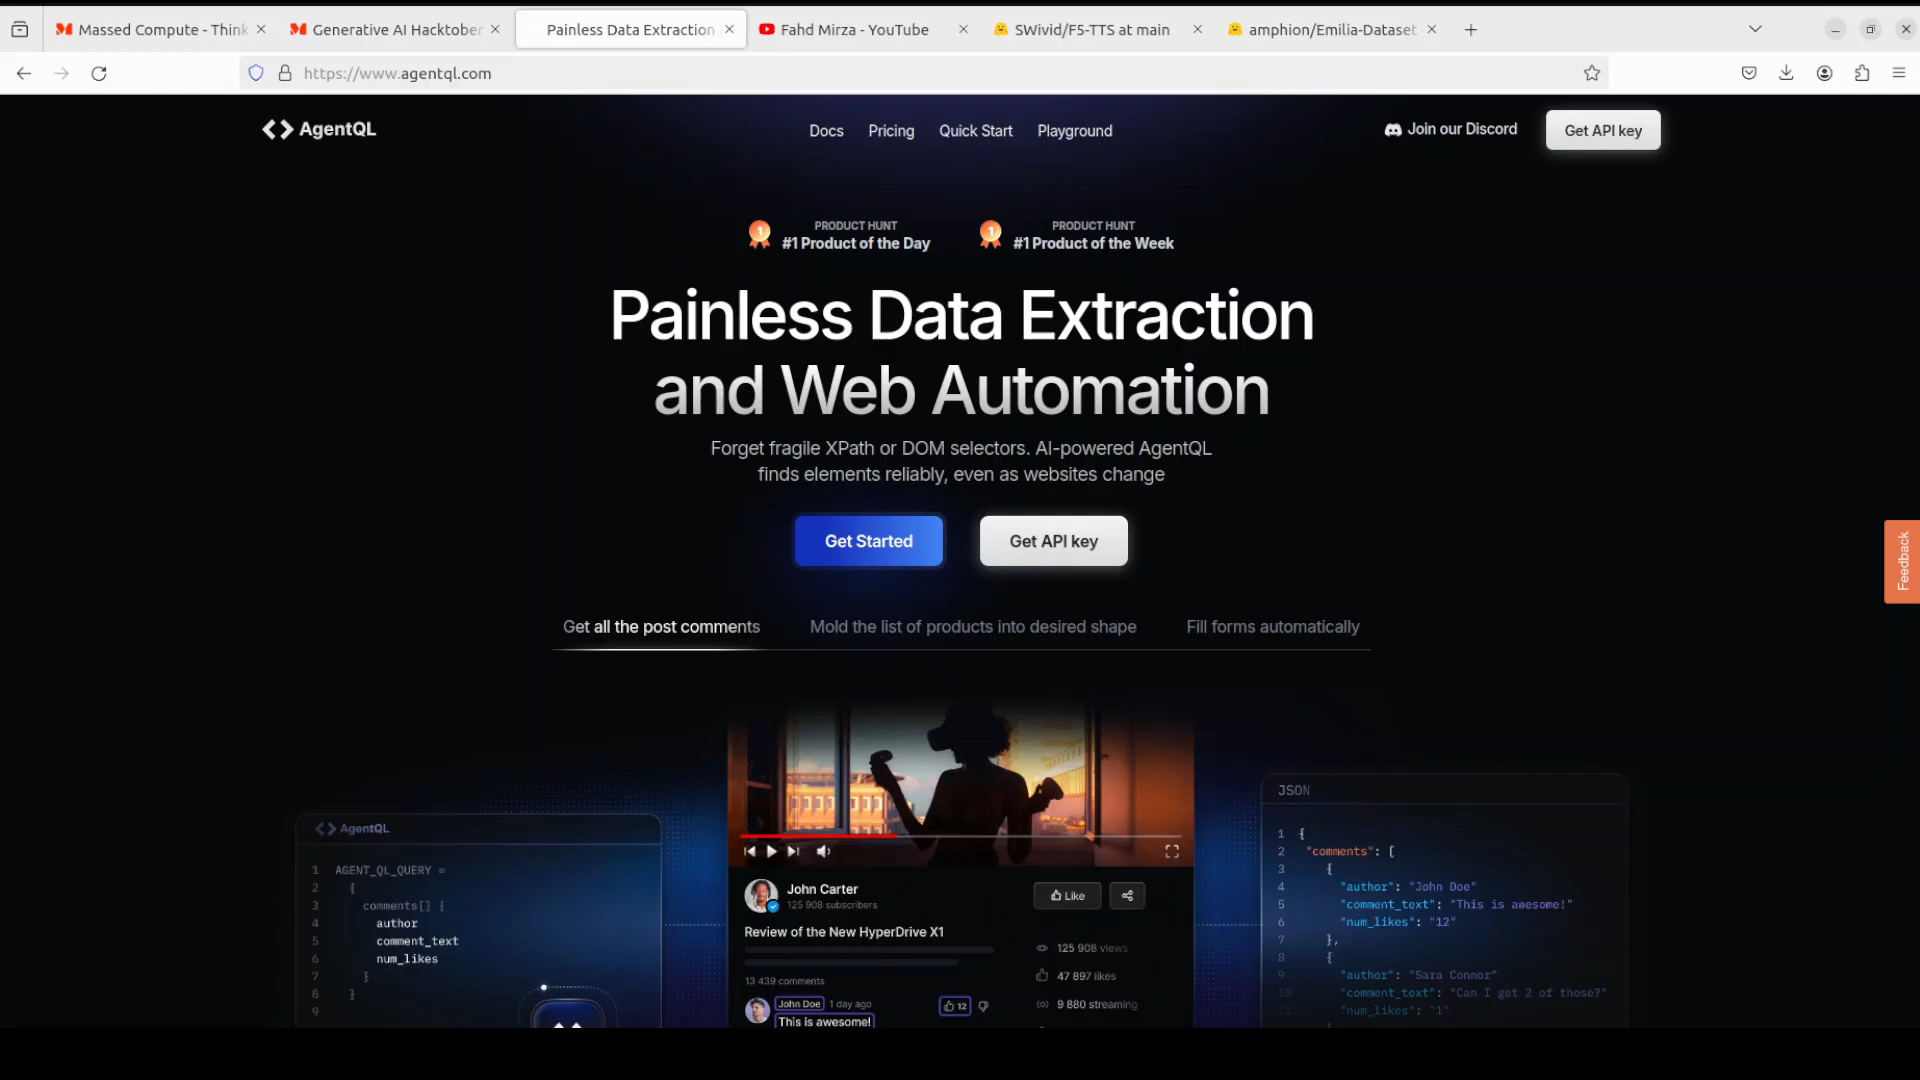 Massed Compute - Think
Generative AI Hacktober
Painless Data Extraction
Fahd Mirza - YouTube
SWivid/F5-TTS at main
amphion/Emilia-Dataset
https://www.agentql.com
AgentQL
Docs
Pricing
Quick Start
Playground
Join our Discord
Get API key
1
PRODUCT HUNT
#1 Product of the Day
1
PRODUCT HUNT
#1 Product of the Week
Painless Data Extraction
and Web Automation
Forget fragile XPath or DOM selectors. AI-powered AgentQL
finds elements reliably, even as websites change
Get Started
Get API key
Feedback
Get all the post comments
Mold the list of products into desired shape
Fill forms automatically
AgentQL
1 AGENT_QL_QUERY =
2 {
3 comments[] {
4 author
5 comment_text
6 num_likes
7 }
8 }
9
John Carter
125 908 subscribers
Like
Review of the New HyperDrive X1
125 908 views
13 439 comments
47 897 likes
John Doe 1 day ago
12
9 880 streaming
This is awesome!
JSON
1 {
2 "comments": [
3 {
4 "author": "John Doe"
5 "comment_text": "This is awesome!"
6 "num_likes": "12"
7 },
8 {
9 "author": "Sara Connor"
10 "comment_text": "Can I get 2 of those?"
11 "num_likes": "1"